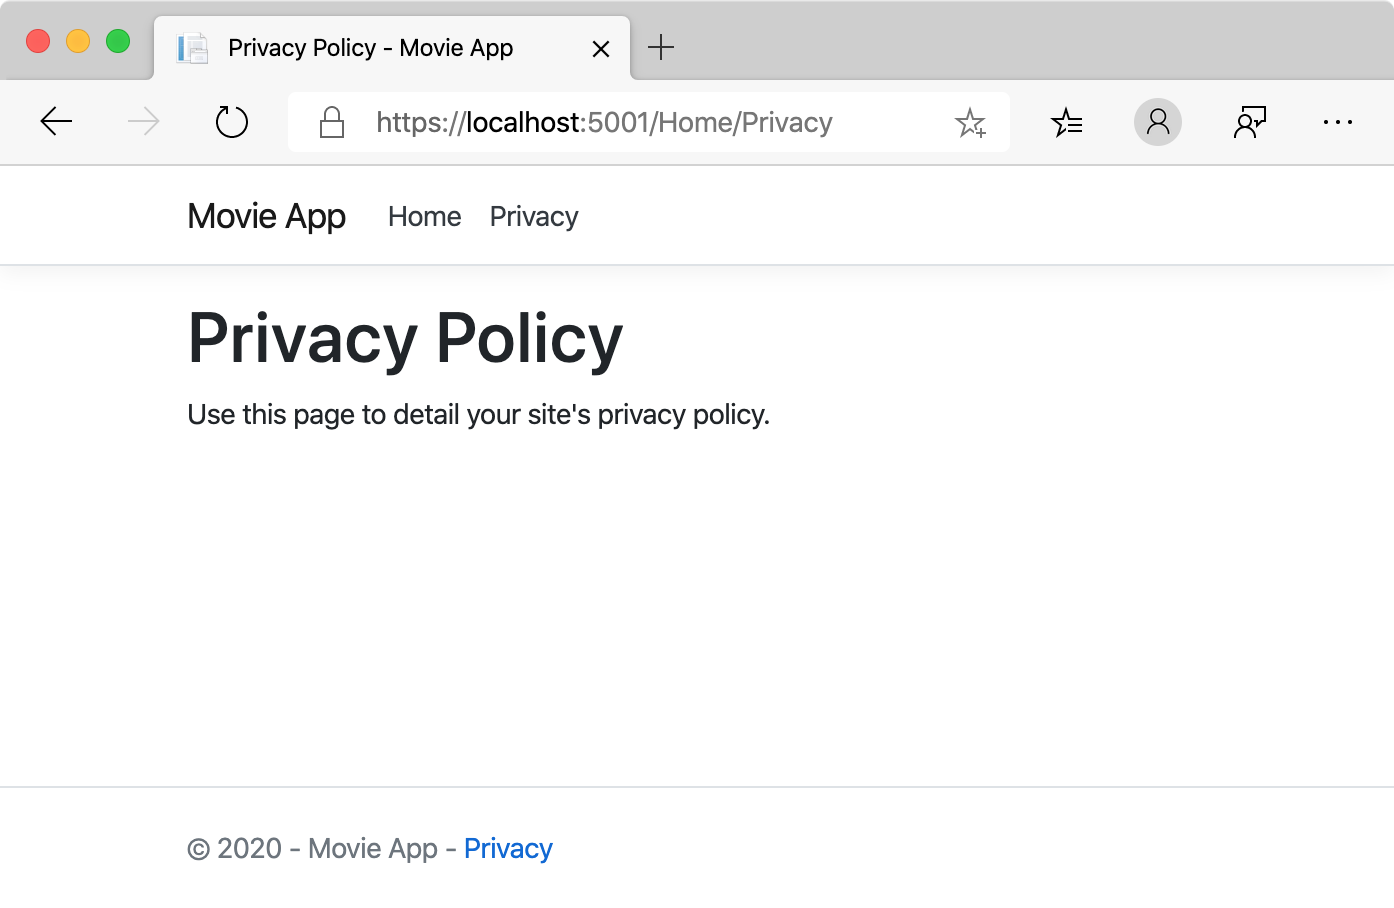 Privacy Policy - Movie App
https://localhost:5001/Home/Privacy
Movie App Home Privacy
Privacy Policy
Use this page to detail your site's privacy policy.
© 2020 - Movie App - Privacy